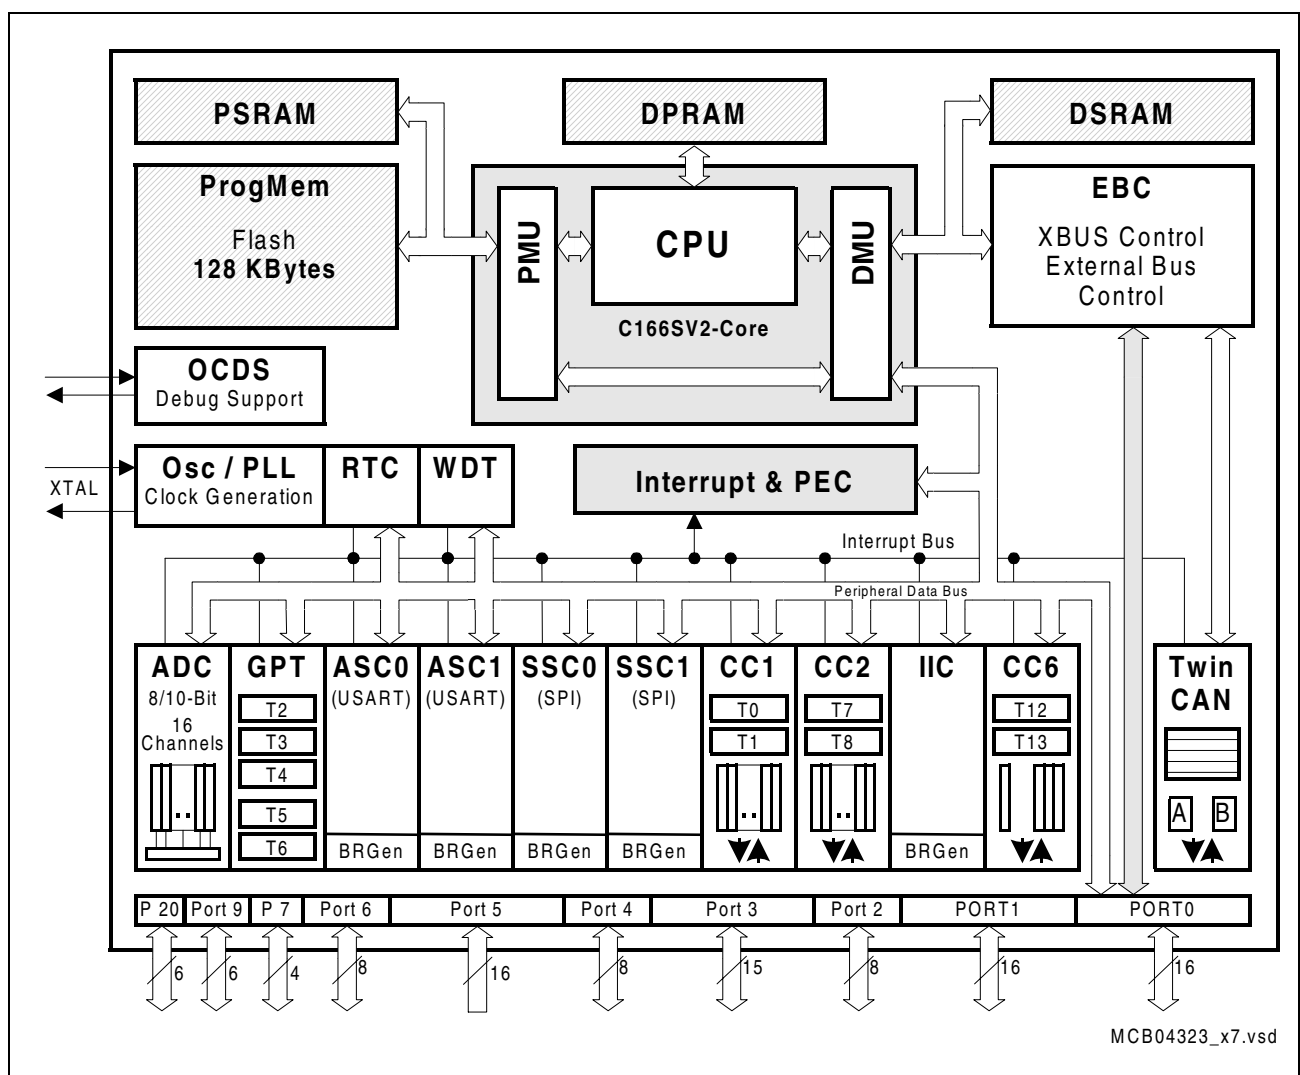 PSRAM
DPRAM
DSRAM
ProgMem
Flash
128 KBytes
PMU
CPU
DMU
C166SV2-Core
EBC
XBUS Control
External Bus
Control
OCDS
Debug Support
Osc / PLL
Clock Generation
RTC
WDT
XTAL
Interrupt & PEC
Interrupt Bus
Peripheral Data Bus
ADC
8/10-Bit
16
Channels
GPT
T2
T3
T4
T5
T6
ASC0
(USART)
BRGen
ASC1
(USART)
BRGen
SSC0
(SPI)
BRGen
SSC1
(SPI)
BRGen
CC1
T0
T1
CC2
T7
T8
IIC
BRGen
CC6
T12
T13
Twin
CAN
A
B
P 20
Port 9
P 7
Port 6
Port 5
Port 4
Port 3
Port 2
PORT1
PORT0
6
6
4
8
16
8
15
8
16
16
MCB04323_x7.vsd